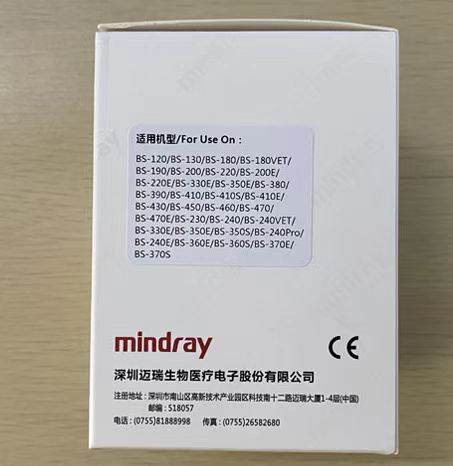 适用机型/For Use On :
BS-120/BS-130/BS-180/BS-180VET/
BS-190/BS-200/BS-220/BS-200E/
BS-220E/BS-330E/BS-350E/BS-380/
BS-390/BS-410/BS-410S/BS-410E/
BS-430/BS-450/BS-460/BS-470/
BS-470E/BS-230/BS-240/BS-240VET/
BS-330E/BS-350E/BS-350S/BS-240Pro/
BS-240E/BS-360E/BS-360S/BS-370E/
BS-370S
mindray
CE
深圳迈瑞生物医疗电子股份有限公司
注册地址：深圳市南山区高新技术产业园区科技南十二路迈瑞大厦1-4层(中国)
邮编：518057
电话：(0755)81888998 传真：(0755)26582680